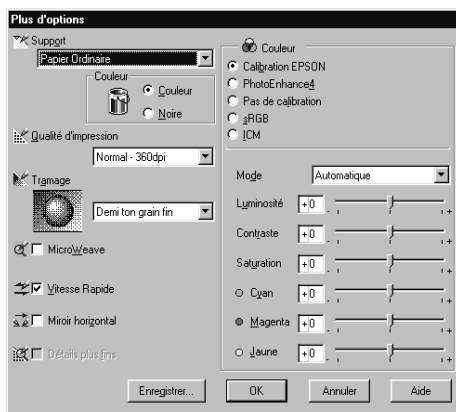 Plus d'options
Support
Papier Ordinaire
Couleur
Couleur
Noire
Qualité d'impression
Normal - 360dpi
Tramage
Demi ton grain fin
MicroWeave
Vitesse Rapide
Miroir horizontal
Détails plus fins
Couleur
Calibration EPSON
PhotoEnhance4
Pas de calibration
sRGB
ICM
Mode Automatique
Luminosité +0 - +
Contraste +0 - +
Saturation +0 - +
Cyan +0 - +
Magenta +0 - +
Jaune +0 - +
Enregistrer... OK Annuler Aide